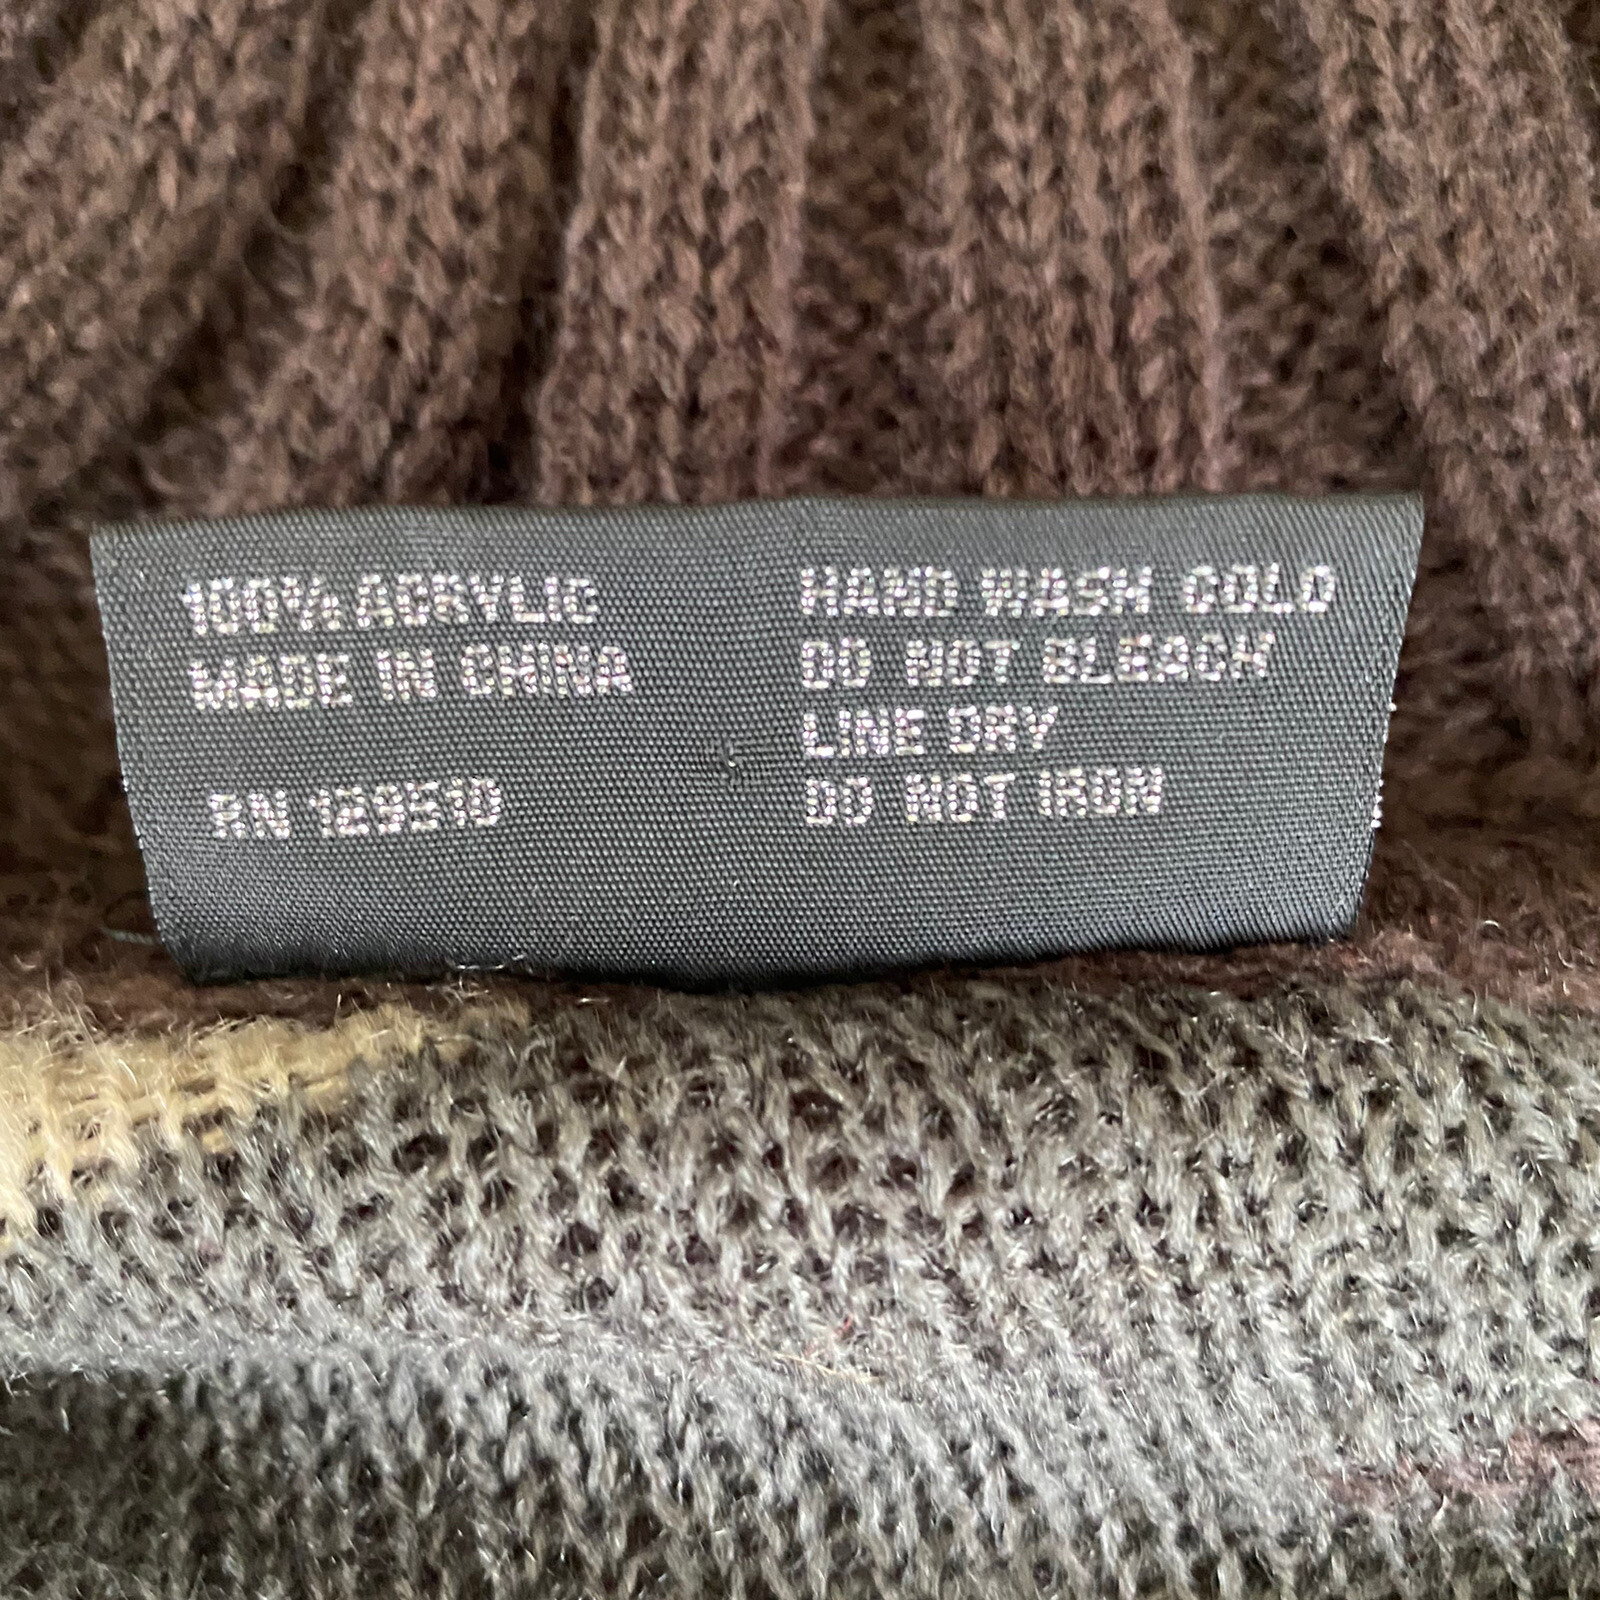 100% ACRYLIC
MADE IN CHINA
RN 129510
HAND WASH COLD
DO NOT BLEACH
LINE DRY
DO NOT IRON